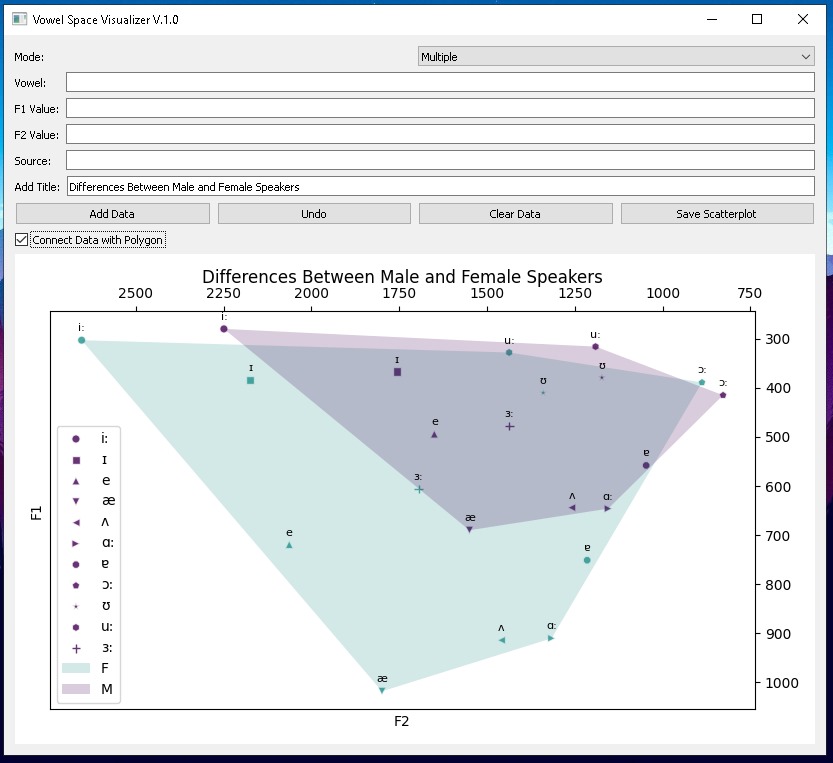 Vowel Space Visualizer V.1.0
Mode: Multiple
Vowel:
F1 Value:
F2 Value:
Source:
Add Title: Differences Between Male and Female Speakers
Add Data Undo Clear Data Save Scatterplot
Connect Data with Polygon
Differences Between Male and Female Speakers
2500 2250 2000 1750 1500 1250 1000 750
i: i: u: u: 300
ɪ ɪ ʊ ʊ ɔ: ɔ: 400
e ɜ: ɐ 500
ɜ: æ ʌ ɑ: 600
e ɐ 700
800
ʌ ɑ: 900
æ 1000
F1
i:
ɪ
e
æ
ʌ
ɑ:
ɐ
ɔ:
ʊ
u:
ɜ:
F
M
F2